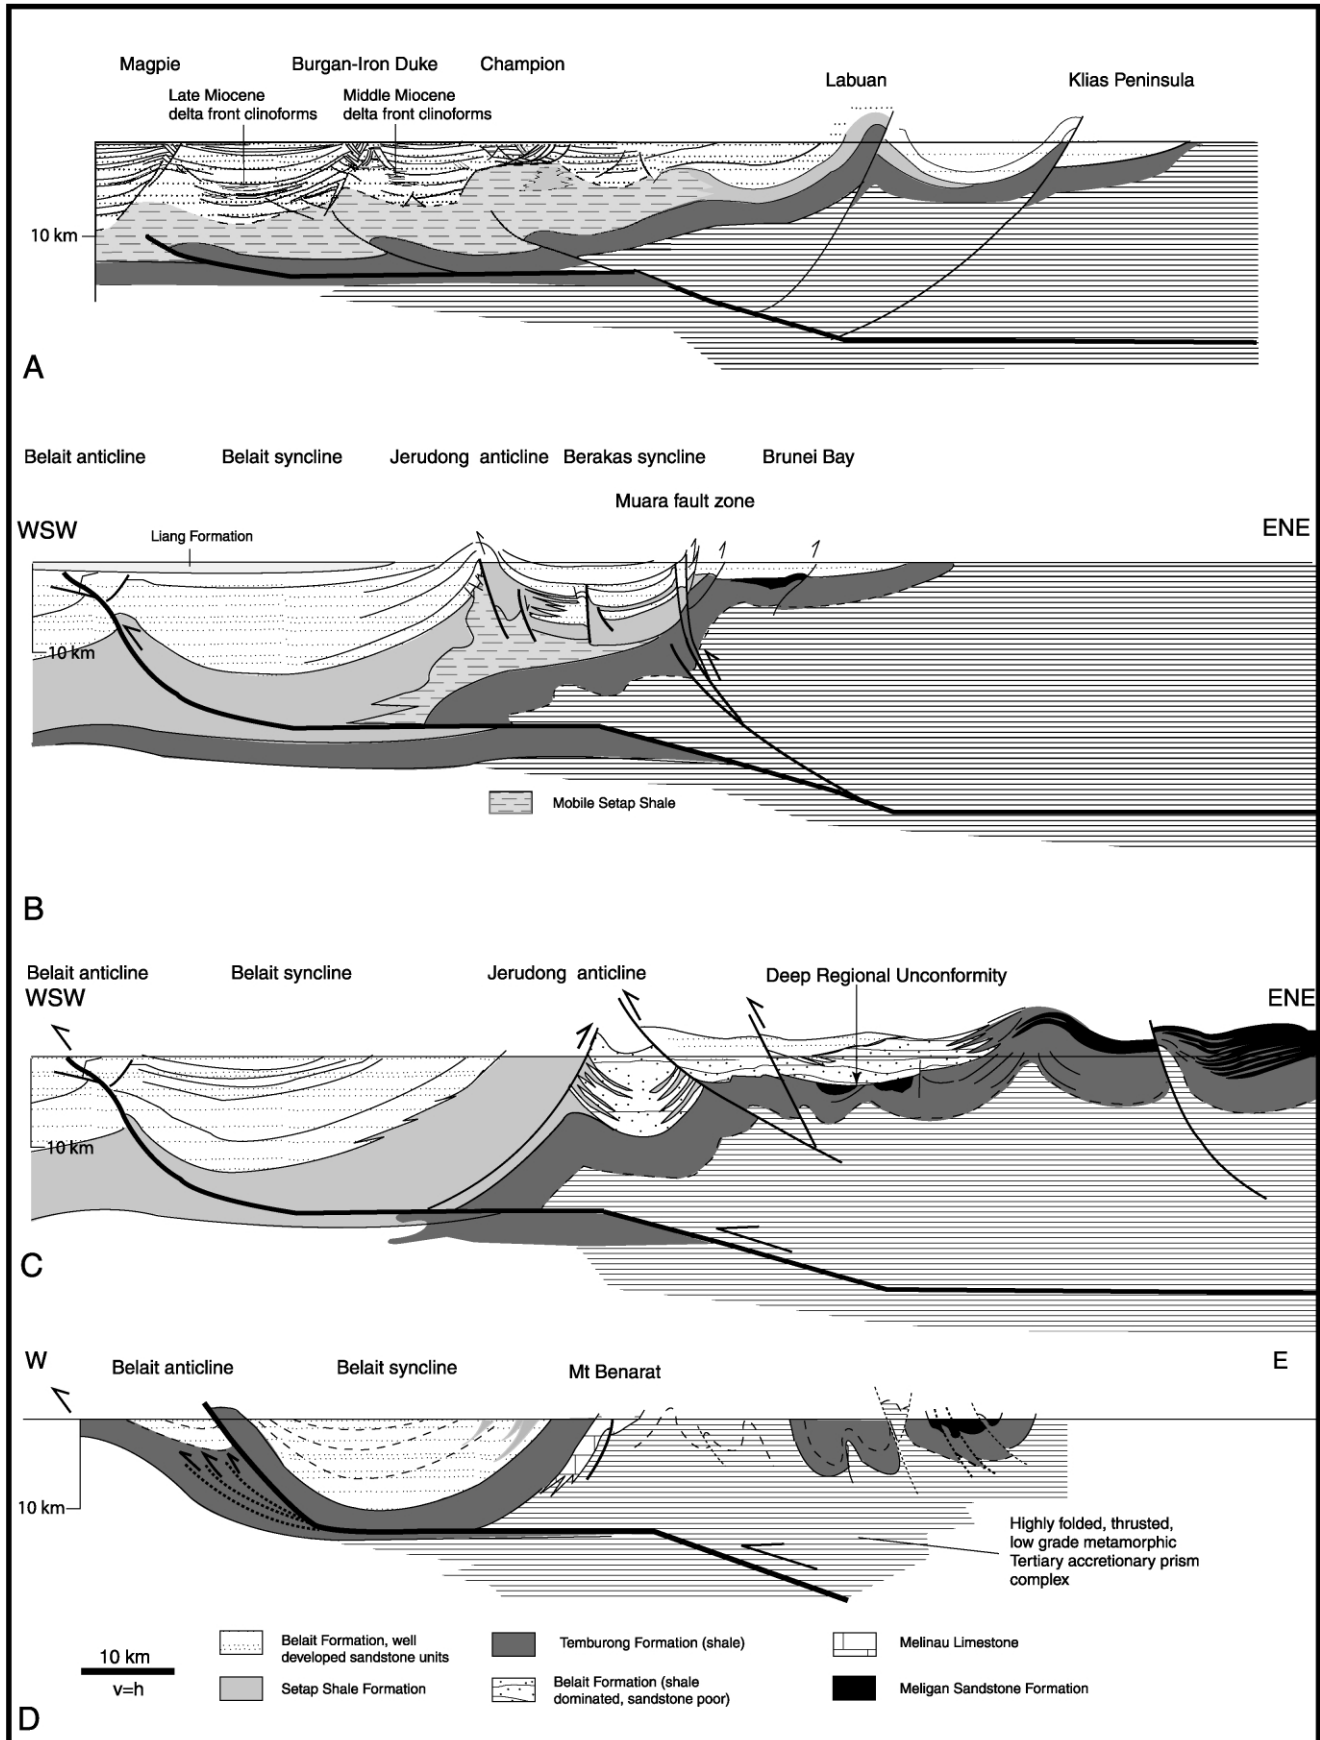 Magpie
Burgan-Iron Duke
Champion
Labuan
Klias Peninsula
Late Miocene
delta front clinoforms
Middle Miocene
delta front clinoforms
10 km
A
Belait anticline
Belait syncline
Jerudong anticline
Berakas syncline
Brunei Bay
Muara fault zone
WSW
ENE
Liang Formation
10 km
Mobile Setap Shale
B
Belait anticline
Belait syncline
Jerudong anticline
Deep Regional Unconformity
WSW
ENE
10 km
C
W
E
Belait anticline
Belait syncline
Mt Benarat
10 km
Highly folded, thrusted,
low grade metamorphic
Tertiary accretionary prism
complex
10 km
v=h
Belait Formation, well
developed sandstone units
Setap Shale Formation
Temburong Formation (shale)
Belait Formation (shale
dominated, sandstone poor)
Melinau Limestone
Meligan Sandstone Formation
D